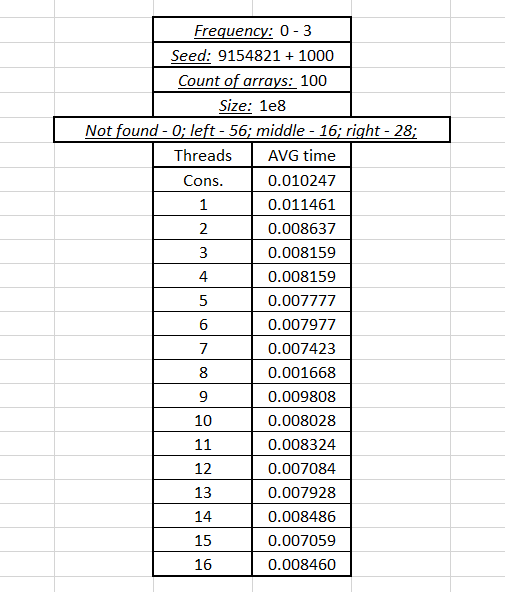 Frequency: 0 - 3
Seed: 9154821 + 1000
Count of arrays: 100
Size: 1e8
Not found - 0; left - 56; middle - 16; right - 28;
Threads AVG time
Cons. 0.010247
1 0.011461
2 0.008637
3 0.008159
4 0.008159
5 0.007777
6 0.007977
7 0.007423
8 0.001668
9 0.009808
10 0.008028
11 0.008324
12 0.007084
13 0.007928
14 0.008486
15 0.007059
16 0.008460